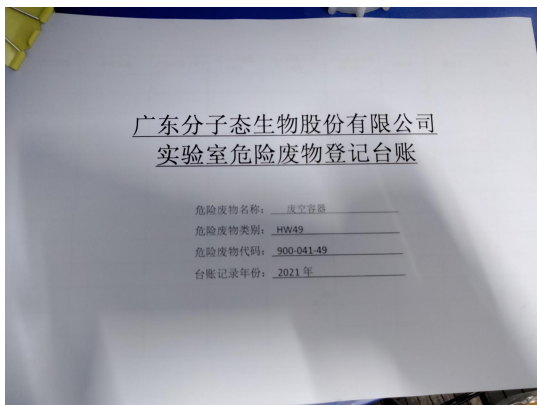 广东分子态生物股份有限公司
实验室危险废物登记台账
危险废物名称：废空容器
危险废物类别：HW49
危险废物代码：900-041-49
台账记录年份：2021 年